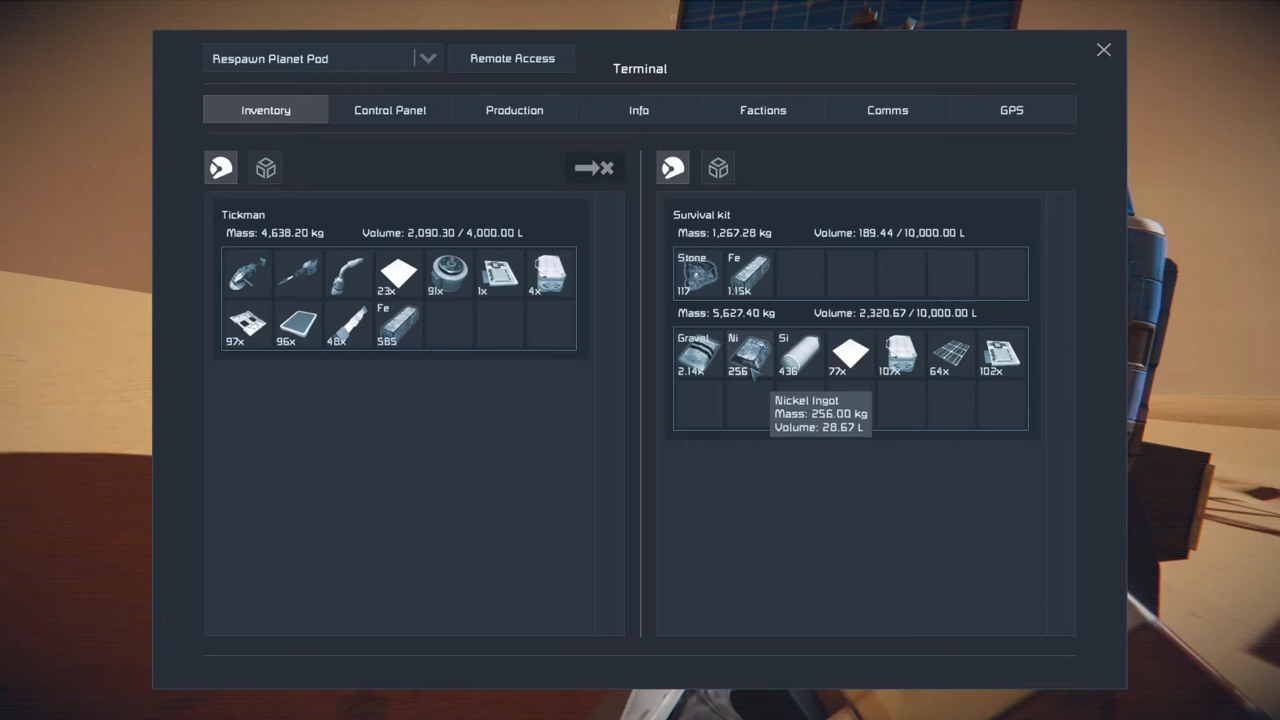 Respawn Planet Pod
Remote Access
Terminal
Inventory
Control Panel
Production
Info
Factions
Comms
GPS
Tickman
Mass: 4,638.20 kg Volume: 2,090.30 / 4,000.00 L
23x 91x 1x 4x
Fe
97x 96x 48x 585
Survival kit
Mass: 1,267.28 kg Volume: 189.44 / 10,000.00 L
Stone Fe
117 1.15k
Mass: 5,627.40 kg Volume: 2,320.67 / 10,000.00 L
Gravel Ni Si
2.14k 256 436 77x 107x 64x 102x
Nickel Ingot
Mass: 256.00 kg
Volume: 28.67 L